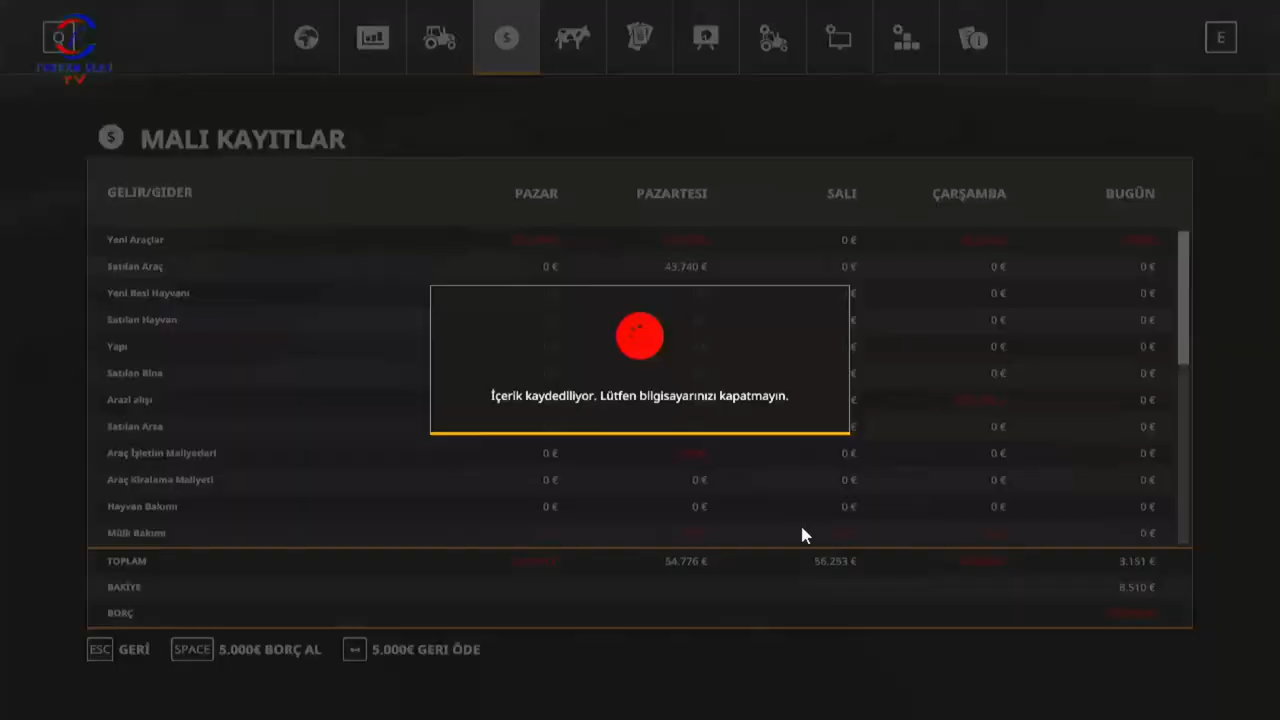 Q
E
TV
MALI KAYITLAR
GELIR/GIDER PAZAR PAZARTESI SALI ÇARŞAMBA BUGÜN
Yeni Araçlar 0 €
Satılan Araç 0 € 43.740 € 0 € 0 € 0 €
Yeni Besi Hayvanı 0 € 0 €
Satılan Hayvan 0 € 0 €
Yapı 0 € 0 €
Satılan Bina 0 € 0 €
Arazi alışı 0 €
Satılan Arsa 0 € 0 €
İçerik kaydediliyor. Lütfen bilgisayarınızı kapatmayın.
Araç İşletim Maliyetleri 0 € 0 € 0 € 0 €
Araç Kiralama Maliyeti 0 € 0 € 0 € 0 € 0 €
Hayvan Bakımı 0 € 0 € 0 € 0 € 0 €
Mülk Bakımı 0 €
TOPLAM 54.776 € 56.253 € 3.151 €
BAKİYE 8.510 €
BORÇ
ESC GERİ SPACE 5.000€ BORÇ AL 5.000€ GERI ÖDE